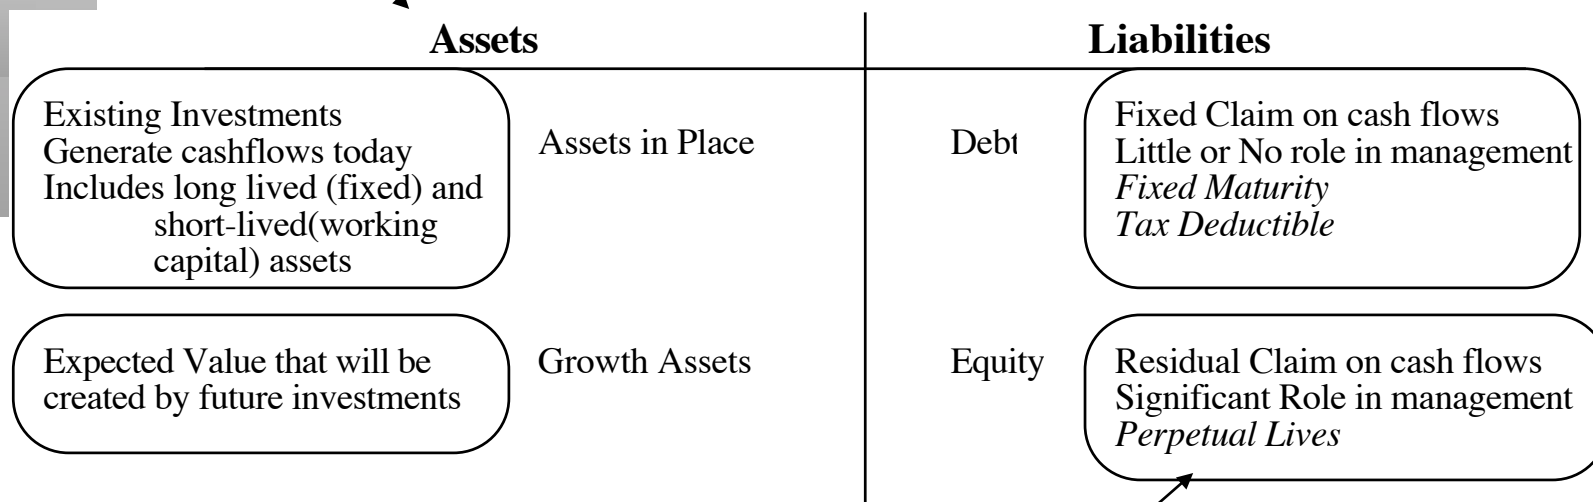 Assets
Liabilities
Existing Investments
Generate cashflows today
Includes long lived (fixed) and
short-lived(working
capital) assets
Assets in Place
Debt
Fixed Claim on cash flows
Little or No role in management
Fixed Maturity
Tax Deductible
Expected Value that will be
created by future investments
Growth Assets
Equity
Residual Claim on cash flows
Significant Role in management
Perpetual Lives